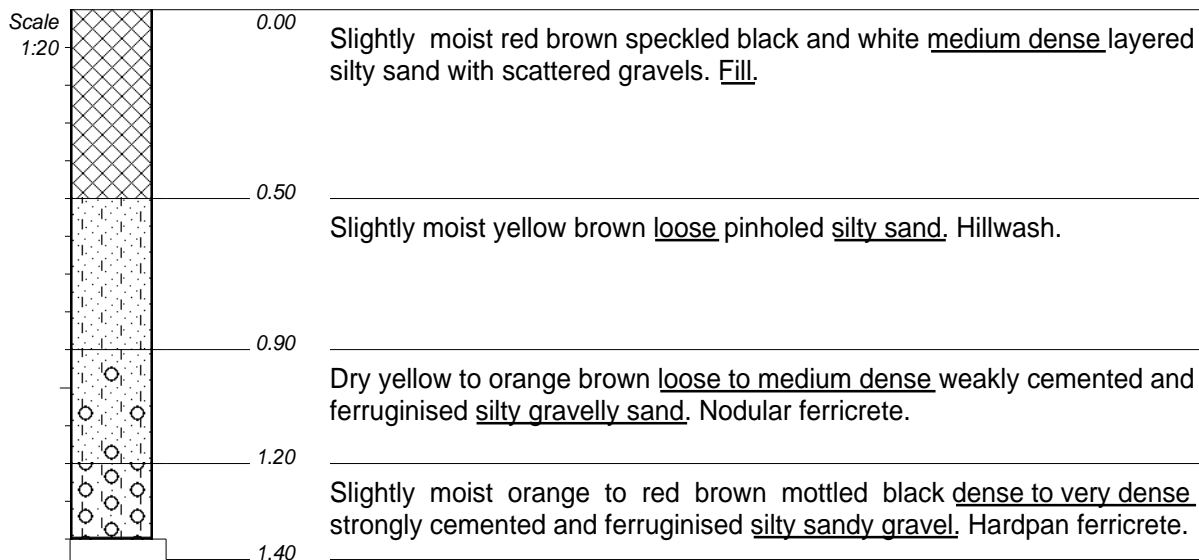 Scale
1:20
0.00
Slightly moist red brown speckled black and white medium dense layered
silty sand with scattered gravels. Fill.
0.50
Slightly moist yellow brown loose pinholed silty sand. Hillwash.
0.90
Dry yellow to orange brown loose to medium dense weakly cemented and
ferruginised silty gravelly sand. Nodular ferricrete.
1.20
Slightly moist orange to red brown mottled black dense to very dense
strongly cemented and ferruginised silty sandy gravel. Hardpan ferricrete.
1.40